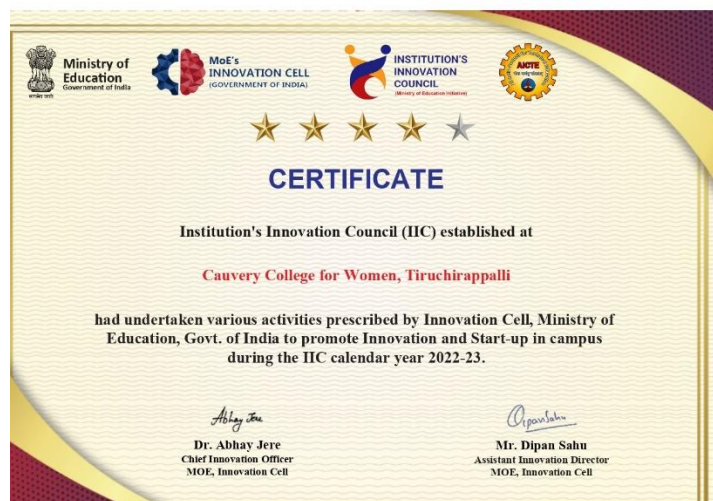 Ministry of
Education
Government of India
MoE's
INNOVATION CELL
(GOVERNMENT OF INDIA)
INSTITUTION'S
INNOVATION
COUNCIL
(Ministry of Education Initiative)
AICTE
CERTIFICATE
Institution's Innovation Council (IIC) established at
Cauvery College for Women, Tiruchirappalli
had undertaken various activities prescribed by Innovation Cell, Ministry of
Education, Govt. of India to promote Innovation and Start-up in campus
during the IIC calendar year 2022-23.
Abhay Jere
Dipan Sahu
Dr. Abhay Jere
Chief Innovation Officer
MOE, Innovation Cell
Mr. Dipan Sahu
Assistant Innovation Director
MOE, Innovation Cell